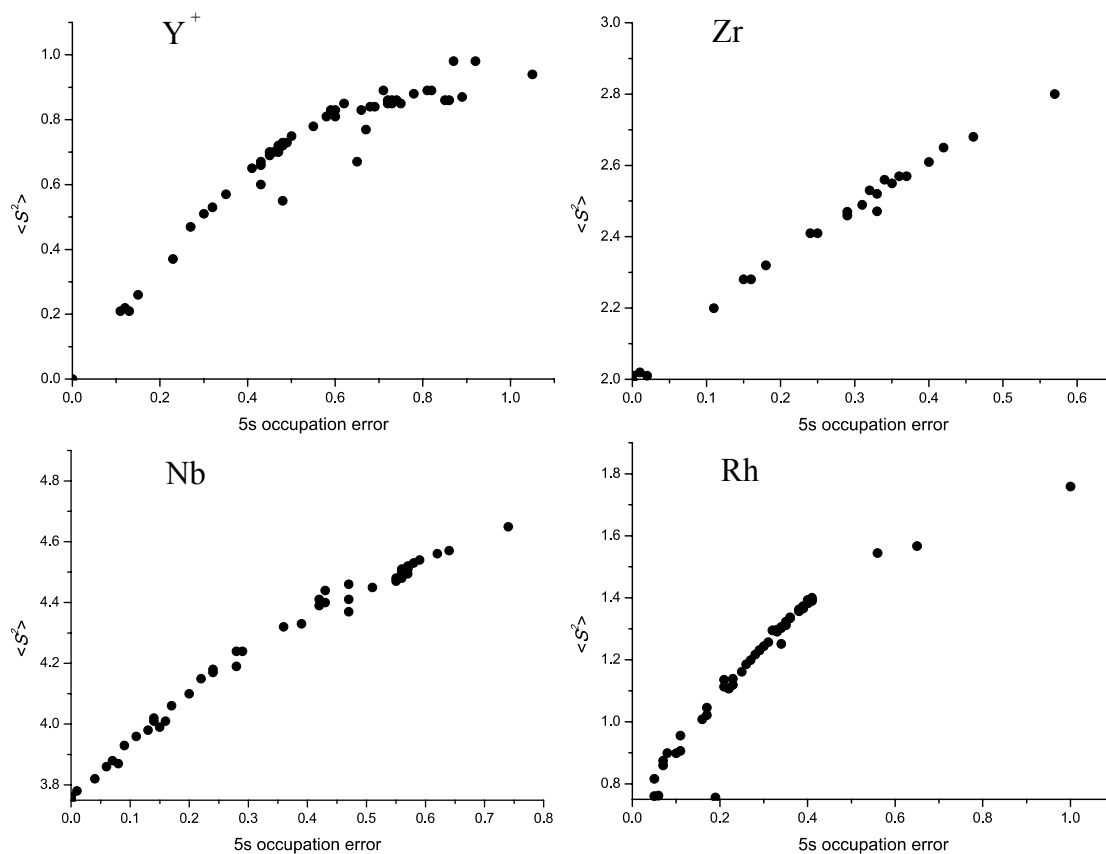 Y+
1.0
0.8
0.6
0.4
0.2
0.0
<S2>
0.0 0.2 0.4 0.6 0.8 1.0
5s occupation error
Zr
3.0
2.8
2.6
2.4
2.2
2.0
<S2>
0.0 0.1 0.2 0.3 0.4 0.5 0.6
5s occupation error
Nb
4.8
4.6
4.4
4.2
4.0
3.8
<S2>
0.0 0.1 0.2 0.3 0.4 0.5 0.6 0.7 0.8
5s occupation error
Rh
1.8
1.6
1.4
1.2
1.0
0.8
<S2>
0.0 0.2 0.4 0.6 0.8 1.0
5s occupation error